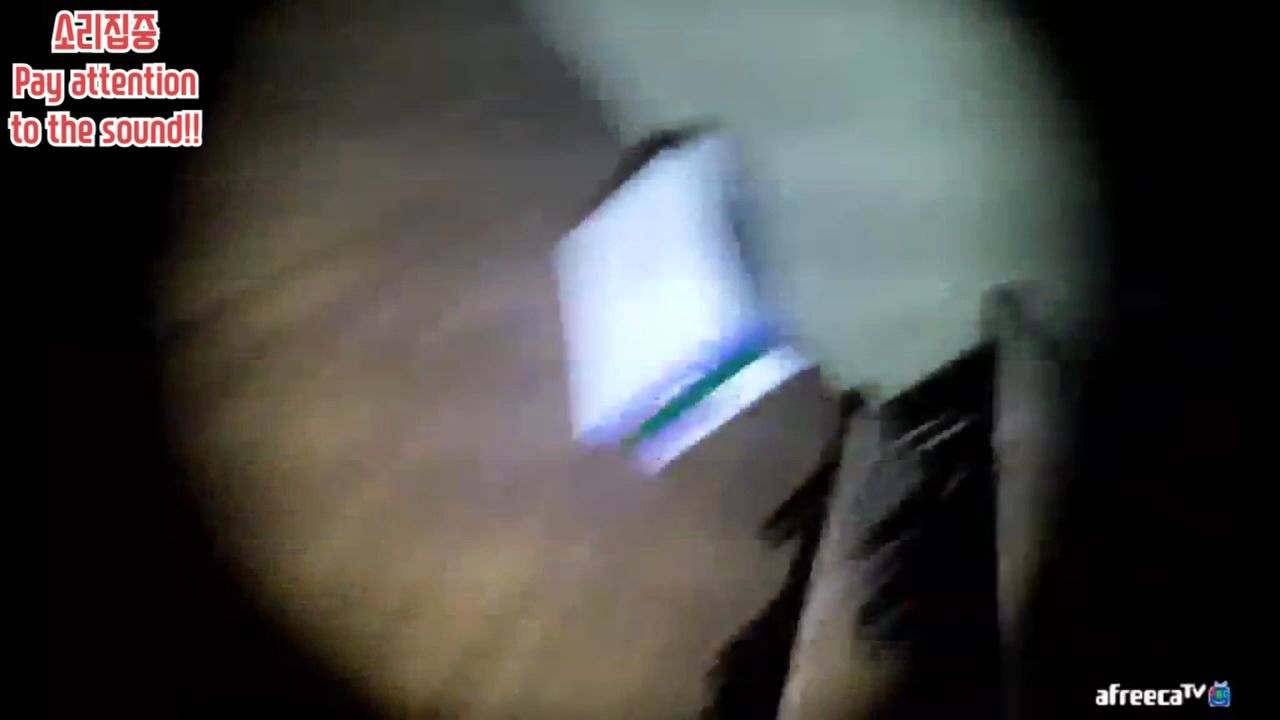 소리집중
Pay attention
to the sound!!
afreecaTV